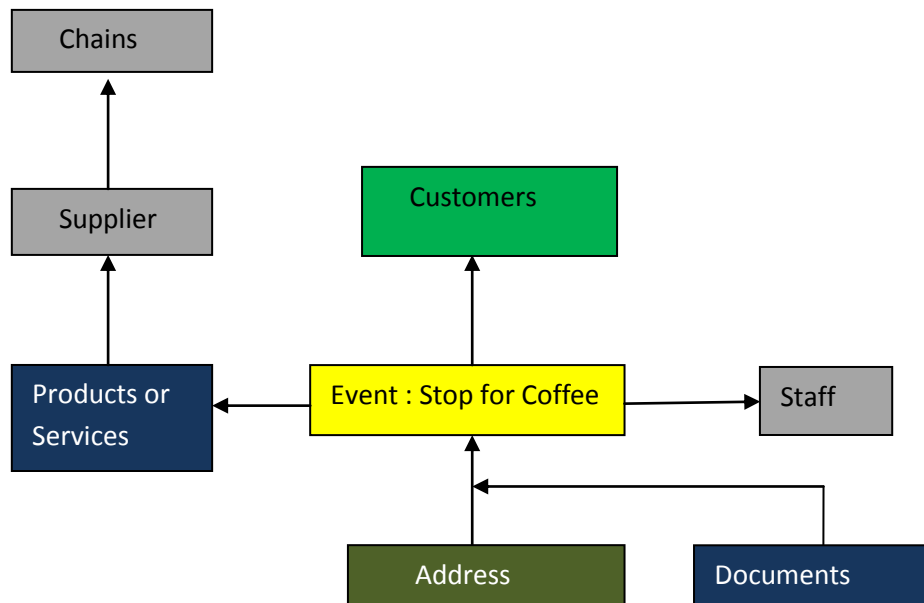 Chains
Supplier
Customers
Products or
Services
Event : Stop for Coffee
Staff
Address
Documents